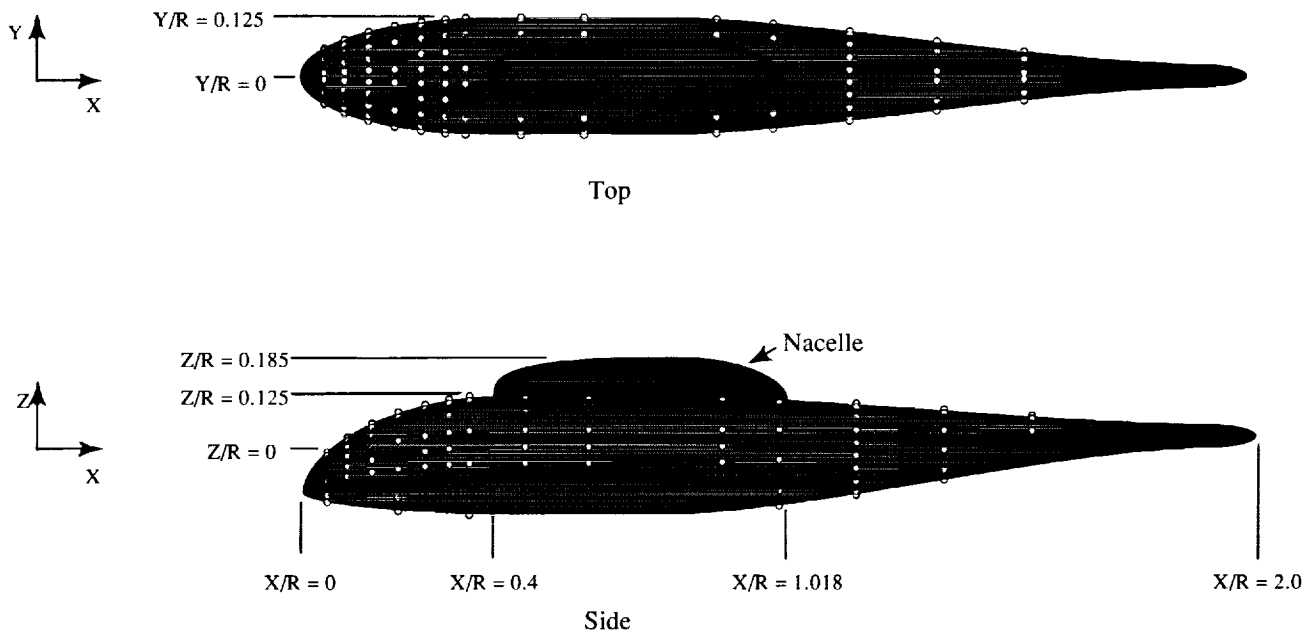 Y/R = 0.125
Y
Y/R = 0
X
Top
Z/R = 0.185
Nacelle
Z/R = 0.125
Z
Z/R = 0
X
X/R = 0
X/R = 0.4
X/R = 1.018
X/R = 2.0
Side